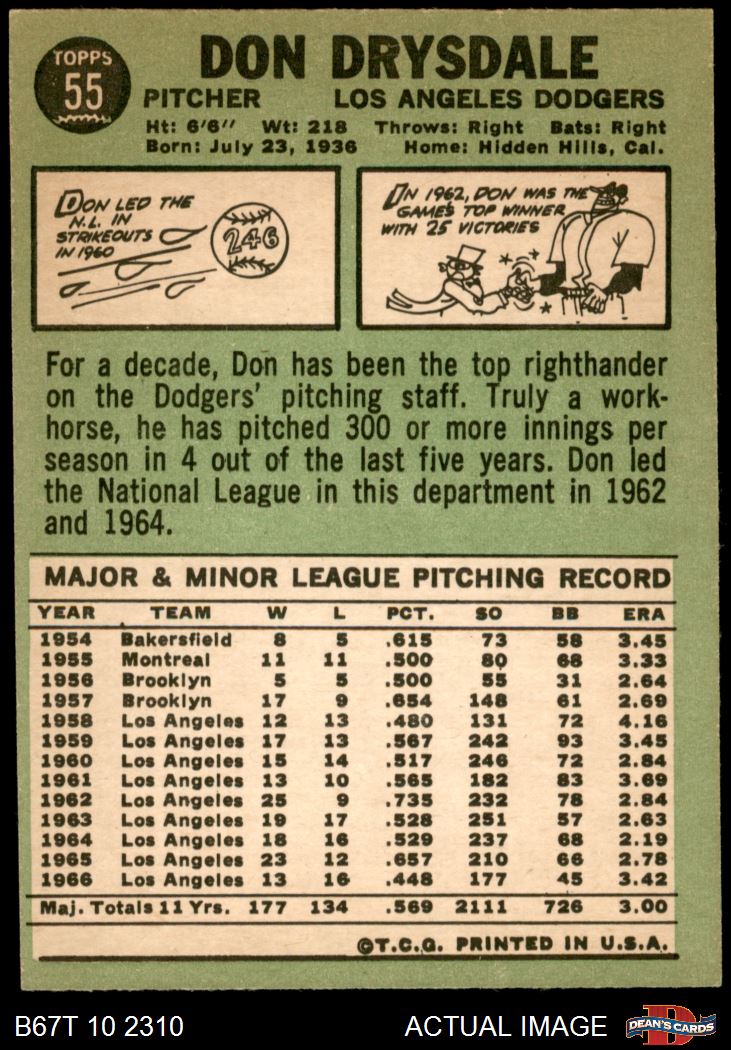 TOPPS
55
DON DRYSDALE
PITCHER LOS ANGELES DODGERS
Ht: 6'6" Wt: 218 Throws: Right Bats: Right
Born: July 23, 1936 Home: Hidden Hills, Cal.
DON LED THE
N.L. IN
STRIKEOUTS
IN 1960
246
IN 1962, DON WAS THE
GAME'S TOP WINNER
WITH 25 VICTORIES
For a decade, Don has been the top righthander
on the Dodgers' pitching staff. Truly a work-
horse, he has pitched 300 or more innings per
season in 4 out of the last five years. Don led
the National League in this department in 1962
and 1964.
MAJOR & MINOR LEAGUE PITCHING RECORD
YEAR TEAM W L PCT. SO BB ERA
1954 Bakersfield 8 5 .615 73 58 3.45
1955 Montreal 11 11 .500 80 68 3.33
1956 Brooklyn 5 5 .500 55 31 2.64
1957 Brooklyn 17 9 .654 148 61 2.69
1958 Los Angeles 12 13 .480 131 72 4.16
1959 Los Angeles 17 13 .567 242 93 3.45
1960 Los Angeles 15 14 .517 246 72 2.84
1961 Los Angeles 13 10 .565 182 83 3.69
1962 Los Angeles 25 9 .735 232 78 2.84
1963 Los Angeles 19 17 .528 251 57 2.63
1964 Los Angeles 18 16 .529 237 68 2.19
1965 Los Angeles 23 12 .657 210 66 2.78
1966 Los Angeles 13 16 .448 177 45 3.42
Maj. Totals 11 Yrs. 177 134 .569 2111 726 3.00
©T.C.G. PRINTED IN U.S.A.
B67T 10 2310 ACTUAL IMAGE
D
DEAN'S CARDS